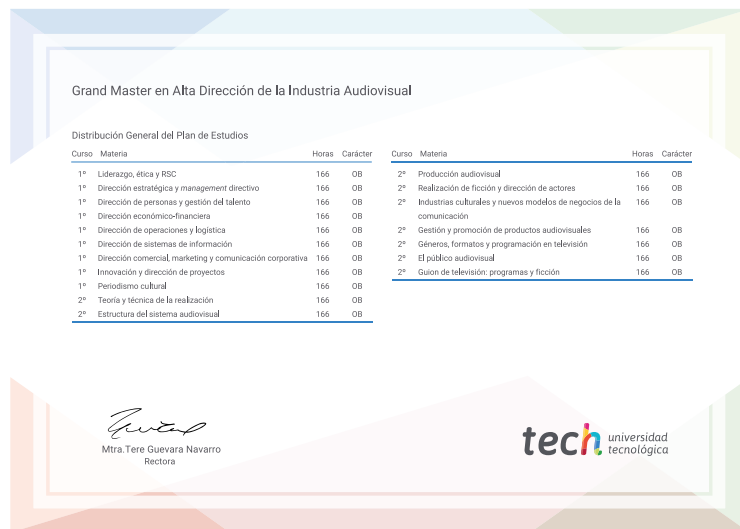 Grand Master en Alta Dirección de la Industria Audiovisual
Distribución General del Plan de Estudios
Curso Materia Horas Carácter
1º Liderazgo, ética y RSC 166 OB
1º Dirección estratégica y management directivo 166 OB
1º Dirección de personas y gestión del talento 166 OB
1º Dirección económico-financiera 166 OB
1º Dirección de operaciones y logística 166 OB
1º Dirección de sistemas de información 166 OB
1º Dirección comercial, marketing y comunicación corporativa 166 OB
1º Innovación y dirección de proyectos 166 OB
1º Periodismo cultural 166 OB
2º Teoría y técnica de la realización 166 OB
2º Estructura del sistema audiovisual 166 OB
Curso Materia Horas Carácter
2º Producción audiovisual 166 OB
2º Realización de ficción y dirección de actores 166 OB
2º Industrias culturales y nuevos modelos de negocios de la 166 OB
comunicación
2º Gestión y promoción de productos audiovisuales 166 OB
2º Géneros, formatos y programación en televisión 166 OB
2º El público audiovisual 166 OB
2º Guion de televisión: programas y ficción 166 OB
Mtra.Tere Guevara Navarro
Rectora
tech universidad
tecnológica